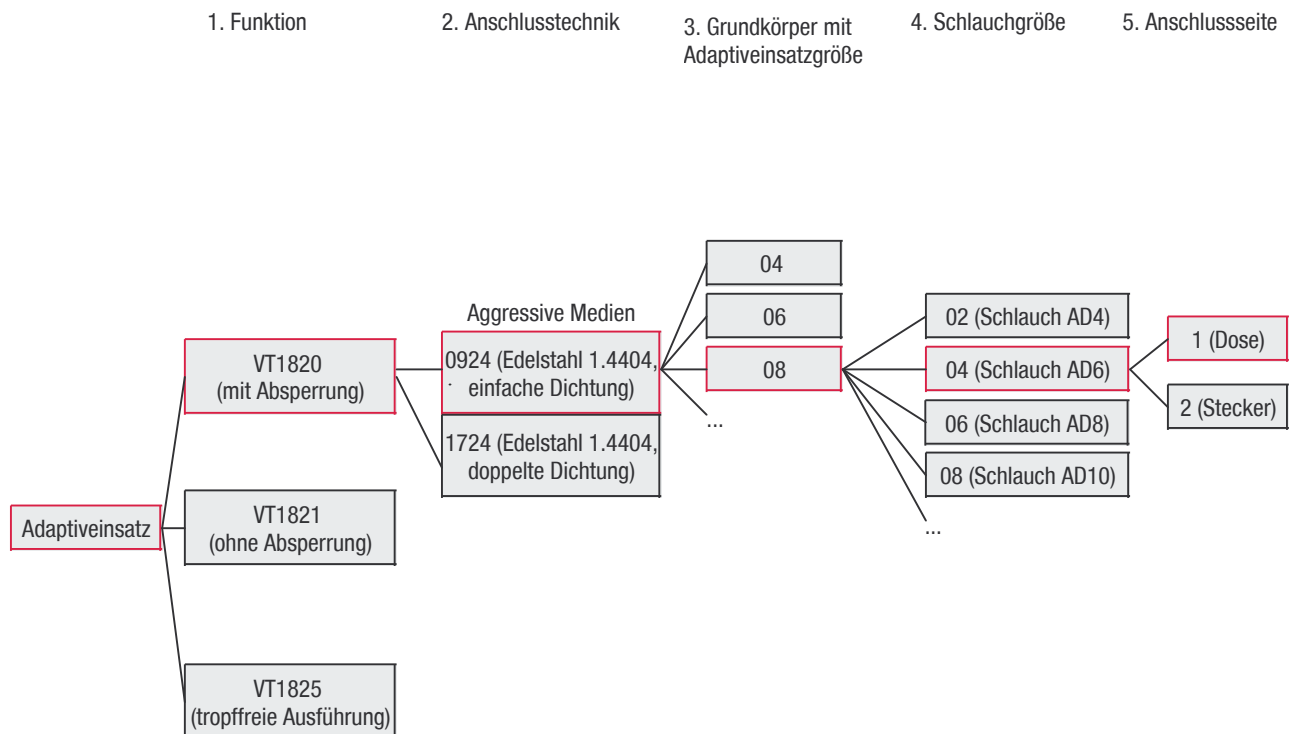 1. Funktion
2. Anschlusstechnik
3. Grundkörper mit
Adaptiveinsatzgröße
4. Schlauchgröße
5. Anschlussseite
Adaptiveinsatz
VT1820
(mit Absperrung)
VT1821
(ohne Absperrung)
VT1825
(tropffreie Ausführung)
Aggressive Medien
0924 (Edelstahl 1.4404,
einfache Dichtung)
1724 (Edelstahl 1.4404,
doppelte Dichtung)
04
06
08
...
02 (Schlauch AD4)
04 (Schlauch AD6)
06 (Schlauch AD8)
08 (Schlauch AD10)
...
1 (Dose)
2 (Stecker)